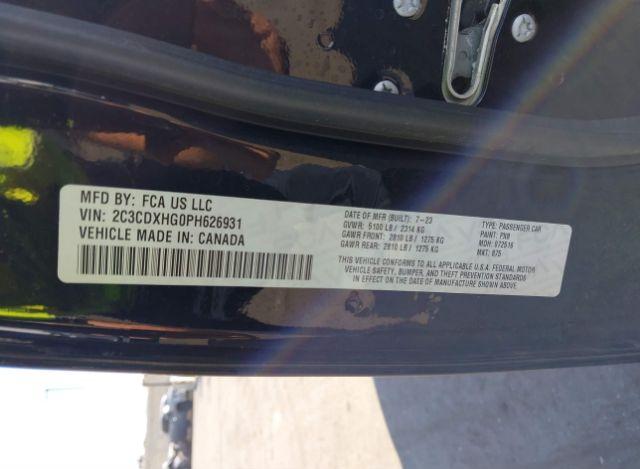 MFD BY: FCA US LLC
VIN: 2C3CDXHG0PH626931
VEHICLE MADE IN: CANADA
DATE OF MFR (BUILT): 7-23
GVWR: 5100 LB / 2314 KG
GAWR FRONT: 2810 LB / 1275 KG
GAWR REAR: 2810 LB / 1275 KG
TYPE: PASSENGER CAR
PAINT: PX8
MDH: 072516
MKT: 875
THIS VEHICLE CONFORMS TO ALL APPLICABLE U.S.A. FEDERAL MOTOR
VEHICLE SAFETY, BUMPER, AND THEFT PREVENTION STANDARDS
IN EFFECT ON THE DATE OF MANUFACTURE SHOWN ABOVE.